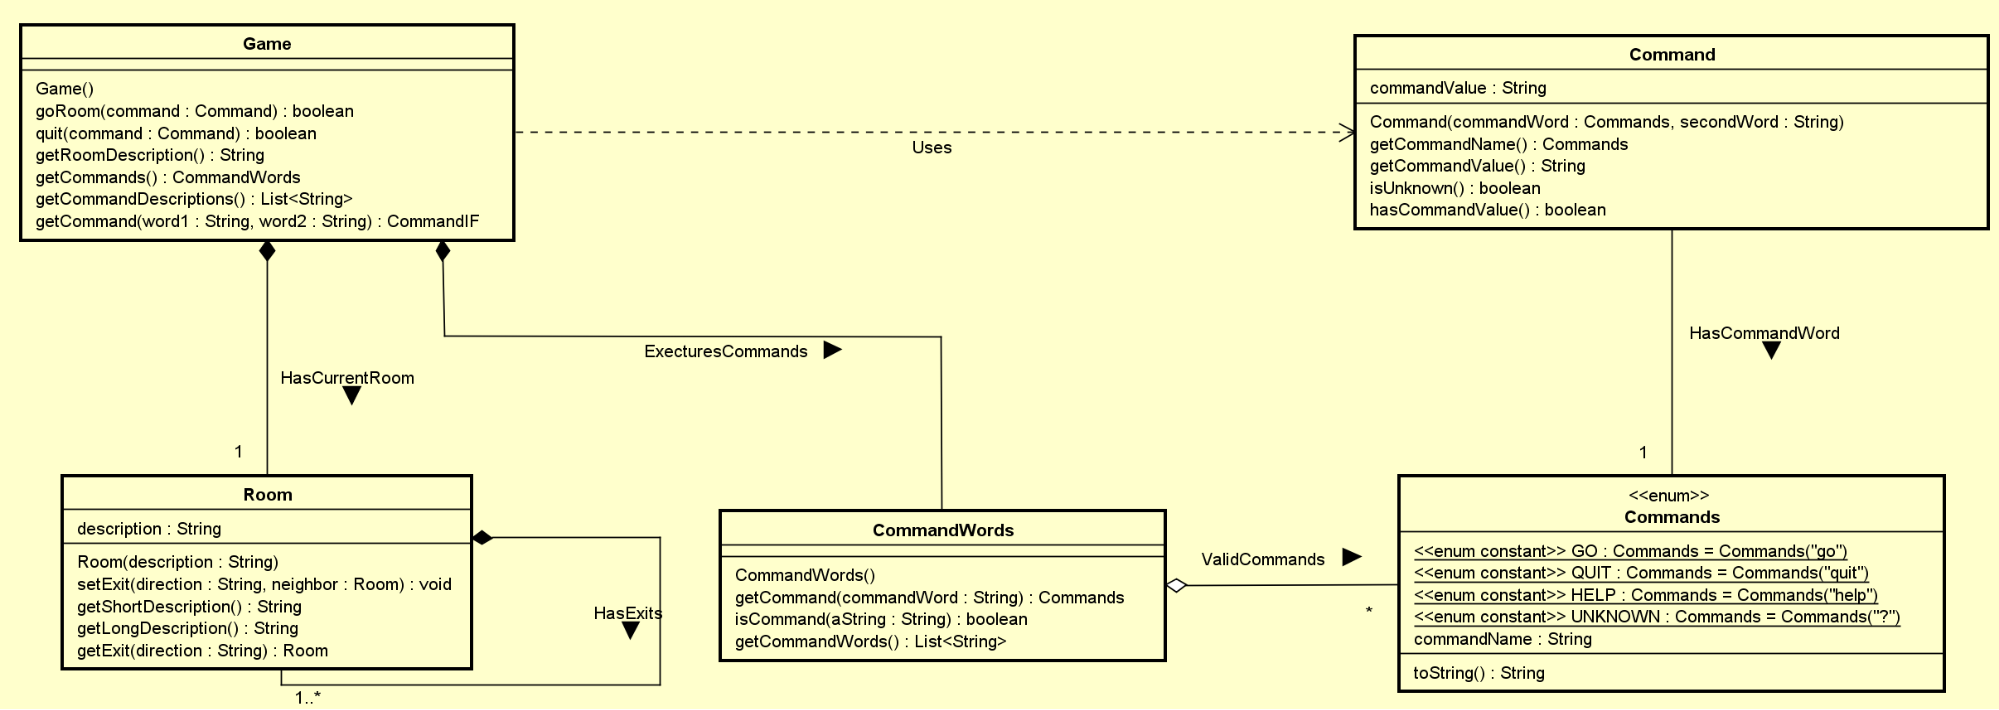 Game
Game()
goRoom(command : Command) : boolean
quit(command : Command) : boolean
getRoomDescription() : String
getCommands() : CommandWords
getCommandDescriptions() : List<String>
getCommand(word1 : String, word2 : String) : CommandIF
Uses
Command
commandValue : String
Command(commandWord : Commands, secondWord : String)
getCommandName() : Commands
getCommandValue() : String
isUnknown() : boolean
hasCommandValue() : boolean
HasCurrentRoom
1
ExecturesCommands
HasCommandWord
1
Room
description : String
Room(description : String)
setExit(direction : String, neighbor : Room) : void
getShortDescription() : String
getLongDescription() : String
getExit(direction : String) : Room
HasExits
1..*
CommandWords
CommandWords()
getCommand(commandWord : String) : Commands
isCommand(aString : String) : boolean
getCommandWords() : List<String>
ValidCommands
*
<<enum>>
Commands
<<enum constant>> GO : Commands = Commands("go")
<<enum constant>> QUIT : Commands = Commands("quit")
<<enum constant>> HELP : Commands = Commands("help")
<<enum constant>> UNKNOWN : Commands = Commands("?")
commandName : String
toString() : String